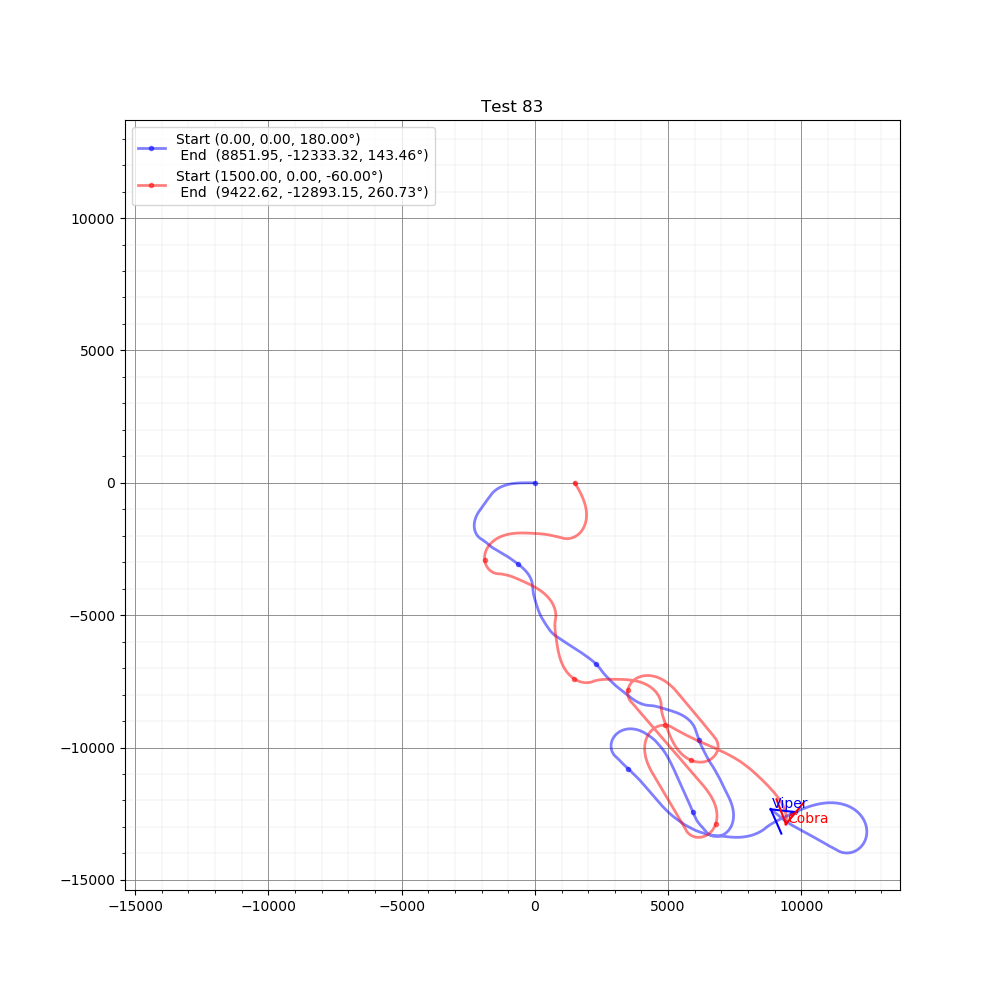 Test 83
Start (0.00, 0.00, 180.00°)
End  (8851.95, -12333.32, 143.46°)
Start (1500.00, 0.00, -60.00°)
End  (9422.62, -12893.15, 260.73°)
10000
5000
0
−5000
−10000
−15000
Viper
Cobra
−15000 −10000 −5000 0 5000 10000